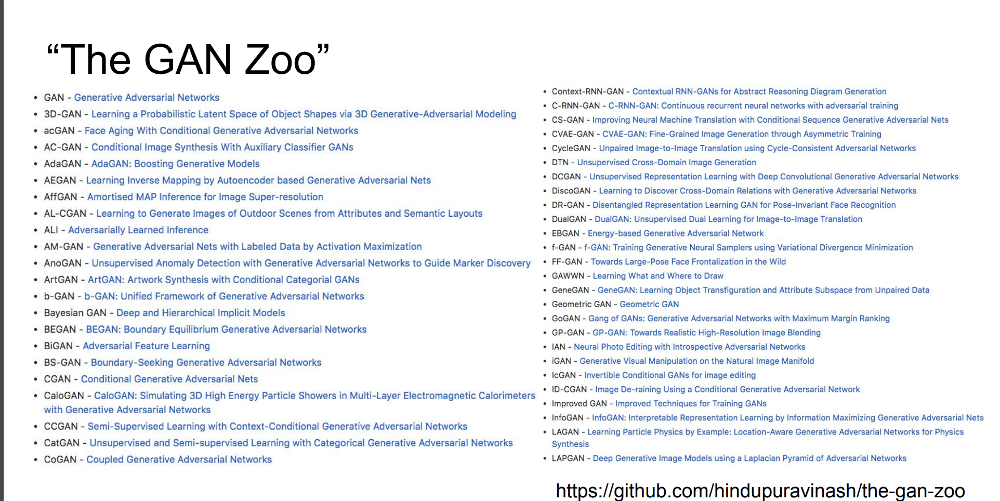 “The GAN Zoo”
• GAN - Generative Adversarial Networks
• 3D-GAN - Learning a Probabilistic Latent Space of Object Shapes via 3D Generative-Adversarial Modeling
• acGAN - Face Aging With Conditional Generative Adversarial Networks
• AC-GAN - Conditional Image Synthesis With Auxiliary Classifier GANs
• AdaGAN - AdaGAN: Boosting Generative Models
• AEGAN - Learning Inverse Mapping by Autoencoder based Generative Adversarial Nets
• AffGAN - Amortised MAP Inference for Image Super-resolution
• AL-CGAN - Learning to Generate Images of Outdoor Scenes from Attributes and Semantic Layouts
• ALI - Adversarially Learned Inference
• AM-GAN - Generative Adversarial Nets with Labeled Data by Activation Maximization
• AnoGAN - Unsupervised Anomaly Detection with Generative Adversarial Networks to Guide Marker Discovery
• ArtGAN - ArtGAN: Artwork Synthesis with Conditional Categorial GANs
• b-GAN - b-GAN: Unified Framework of Generative Adversarial Networks
• Bayesian GAN - Deep and Hierarchical Implicit Models
• BEGAN - BEGAN: Boundary Equilibrium Generative Adversarial Networks
• BiGAN - Adversarial Feature Learning
• BS-GAN - Boundary-Seeking Generative Adversarial Networks
• CGAN - Conditional Generative Adversarial Nets
• CaloGAN - CaloGAN: Simulating 3D High Energy Particle Showers in Multi-Layer Electromagnetic Calorimeters
with Generative Adversarial Networks
• CCGAN - Semi-Supervised Learning with Context-Conditional Generative Adversarial Networks
• CatGAN - Unsupervised and Semi-supervised Learning with Categorical Generative Adversarial Networks
• CoGAN - Coupled Generative Adversarial Networks
• Context-RNN-GAN - Contextual RNN-GANs for Abstract Reasoning Diagram Generation
• C-RNN-GAN - C-RNN-GAN: Continuous recurrent neural networks with adversarial training
• CS-GAN - Improving Neural Machine Translation with Conditional Sequence Generative Adversarial Nets
• CVAE-GAN - CVAE-GAN: Fine-Grained Image Generation through Asymmetric Training
• CycleGAN - Unpaired Image-to-Image Translation using Cycle-Consistent Adversarial Networks
• DTN - Unsupervised Cross-Domain Image Generation
• DCGAN - Unsupervised Representation Learning with Deep Convolutional Generative Adversarial Networks
• DiscoGAN - Learning to Discover Cross-Domain Relations with Generative Adversarial Networks
• DR-GAN - Disentangled Representation Learning GAN for Pose-Invariant Face Recognition
• DualGAN - DualGAN: Unsupervised Dual Learning for Image-to-Image Translation
• EBGAN - Energy-based Generative Adversarial Network
• f-GAN - f-GAN: Training Generative Neural Samplers using Variational Divergence Minimization
• FF-GAN - Towards Large-Pose Face Frontalization in the Wild
• GAWWN - Learning What and Where to Draw
• GeneGAN - GeneGAN: Learning Object Transfiguration and Attribute Subspace from Unpaired Data
• Geometric GAN - Geometric GAN
• GoGAN - Gang of GANs: Generative Adversarial Networks with Maximum Margin Ranking
• GP-GAN - GP-GAN: Towards Realistic High-Resolution Image Blending
• IAN - Neural Photo Editing with Introspective Adversarial Networks
• iGAN - Generative Visual Manipulation on the Natural Image Manifold
• IcGAN - Invertible Conditional GANs for image editing
• ID-CGAN - Image De-raining Using a Conditional Generative Adversarial Network
• Improved GAN - Improved Techniques for Training GANs
• InfoGAN - InfoGAN: Interpretable Representation Learning by Information Maximizing Generative Adversarial Nets
• LAGAN - Learning Particle Physics by Example: Location-Aware Generative Adversarial Networks for Physics
Synthesis
• LAPGAN - Deep Generative Image Models using a Laplacian Pyramid of Adversarial Networks
https://github.com/hindupuravinash/the-gan-zoo